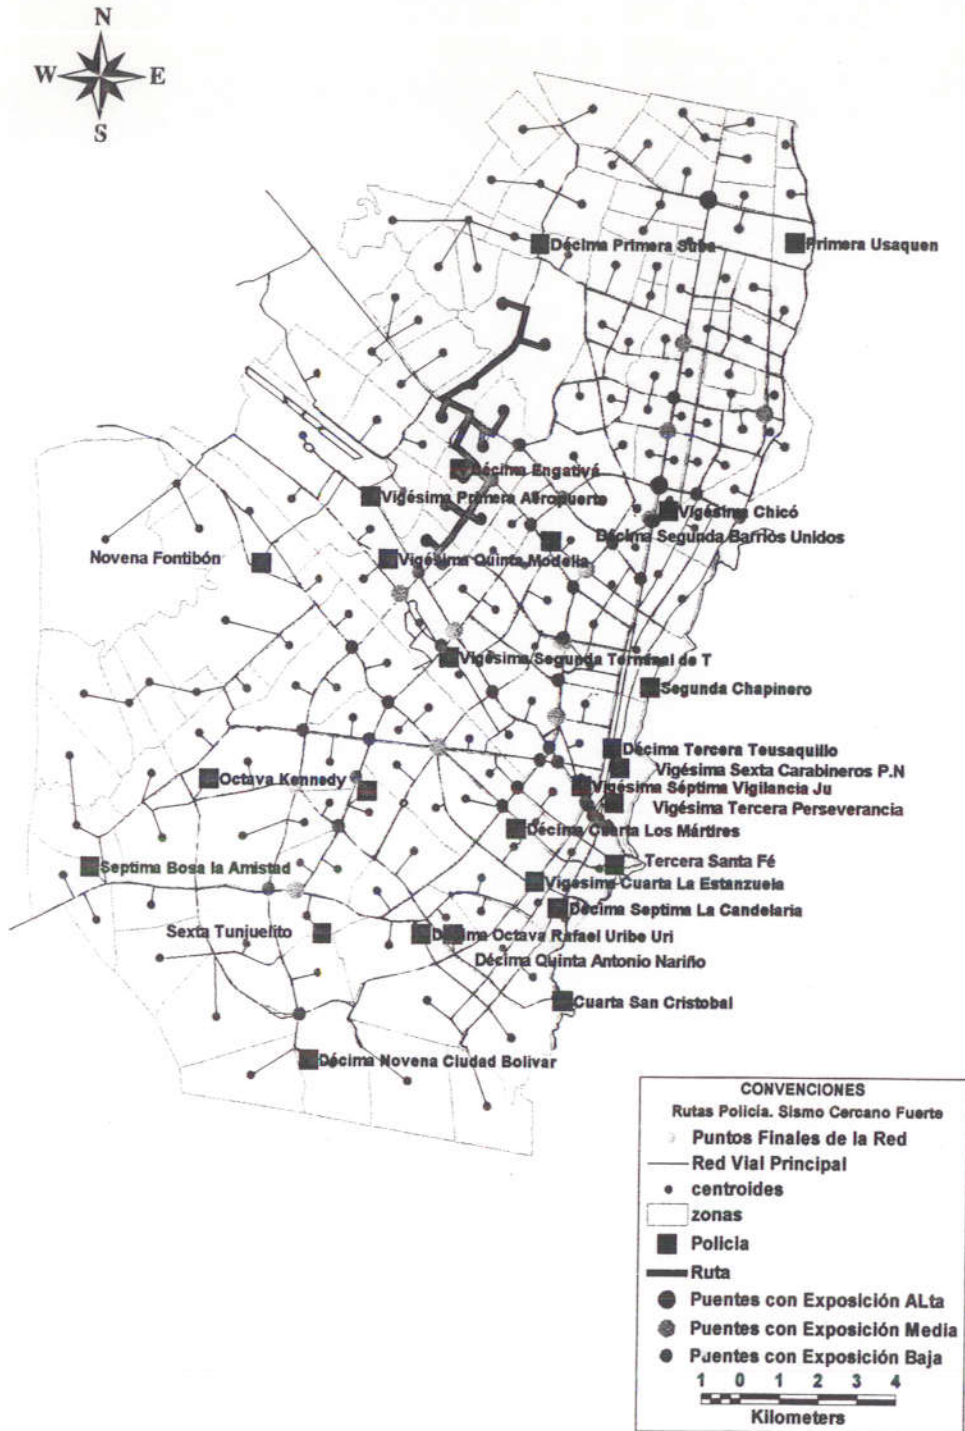 N
W E
S
Décima Primera Suba
Primera Usaquen
Décima Engativá
Vigésima Primera Aeropuerto
Vigésima Chicó
Décima Segunda Barrios Unidos
Novena Fontibón
Vigésima Quinta Modelia
Vigésima Segunda Terminal de T
Segunda Chapinero
Décima Tercera Teusaquillo
Vigésima Sexta Carabineros P.N
Octava Kennedy
Vigésima Séptima Vigilancia Ju
Vigésima Tercera Perseverancia
Décima Cuarta Los Mártires
Tercera Santa Fé
Septima Bosa la Amistad
Vigésima Cuarta La Estanzuela
Décima Septima La Candelaria
Sexta Tunjuelito
Décima Octava Rafael Uribe Uri
Décima Quinta Antonio Nariño
Cuarta San Cristobal
Décima Novena Ciudad Bolivar
CONVENCIONES
Rutas Policía. Sismo Cercano Fuerte
Puntos Finales de la Red
Red Vial Principal
centroides
zonas
Policia
Ruta
Puentes con Exposición ALta
Puentes con Exposición Media
Puentes con Exposición Baja
1 0 1 2 3 4
Kilometers